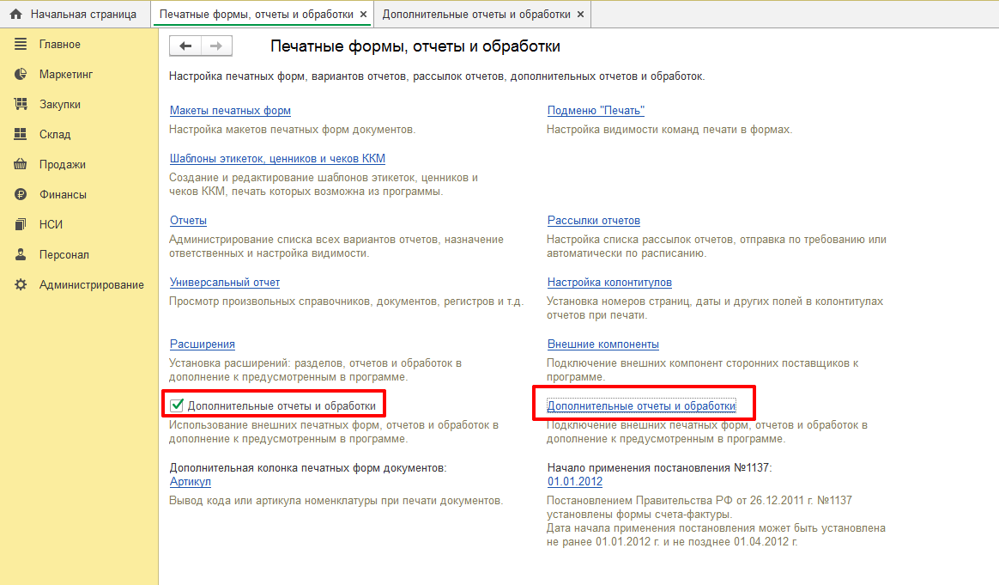 Начальная страница
Печатные формы, отчеты и обработки ×
Дополнительные отчеты и обработки ×
Главное
Маркетинг
Закупки
Склад
Продажи
Финансы
НСИ
Персонал
Администрирование
Печатные формы, отчеты и обработки
Настройка печатных форм, вариантов отчетов, рассылок отчетов, дополнительных отчетов и обработок.
Макеты печатных форм
Настройка макетов печатных форм документов.
Подменю "Печать"
Настройка видимости команд печати в формах.
Шаблоны этикеток, ценников и чеков ККМ
Создание и редактирование шаблонов этикеток, ценников и
чеков ККМ, печать которых возможна из программы.
Отчеты
Администрирование списка всех вариантов отчетов, назначение
ответственных и настройка видимости.
Рассылки отчетов
Настройка списка рассылок отчетов, отправка по требованию или
автоматически по расписанию.
Универсальный отчет
Просмотр произвольных справочников, документов, регистров и т.д.
Настройка колонтитулов
Установка номеров страниц, даты и других полей в колонтитулах
отчетов при печати.
Расширения
Установка расширений: разделов, отчетов и обработок в
дополнение к предусмотренным в программе.
Внешние компоненты
Подключение внешних компонент сторонних поставщиков к
программе.
Дополнительные отчеты и обработки
Использование внешних печатных форм, отчетов и обработок в
дополнение к предусмотренным в программе.
Дополнительные отчеты и обработки
Подключение внешних печатных форм, отчетов и обработок в
дополнение к предусмотренным в программе.
Дополнительная колонка печатных форм документов:
Артикул
Вывод кода или артикула номенклатуры при печати документов.
Начало применения постановления №1137:
01.01.2012
Постановлением Правительства РФ от 26.12.2011 г. №1137
установлены формы счета-фактуры.
Дата начала применения постановления может быть установлена
не ранее 01.01.2012 г. и не позднее 01.04.2012 г.